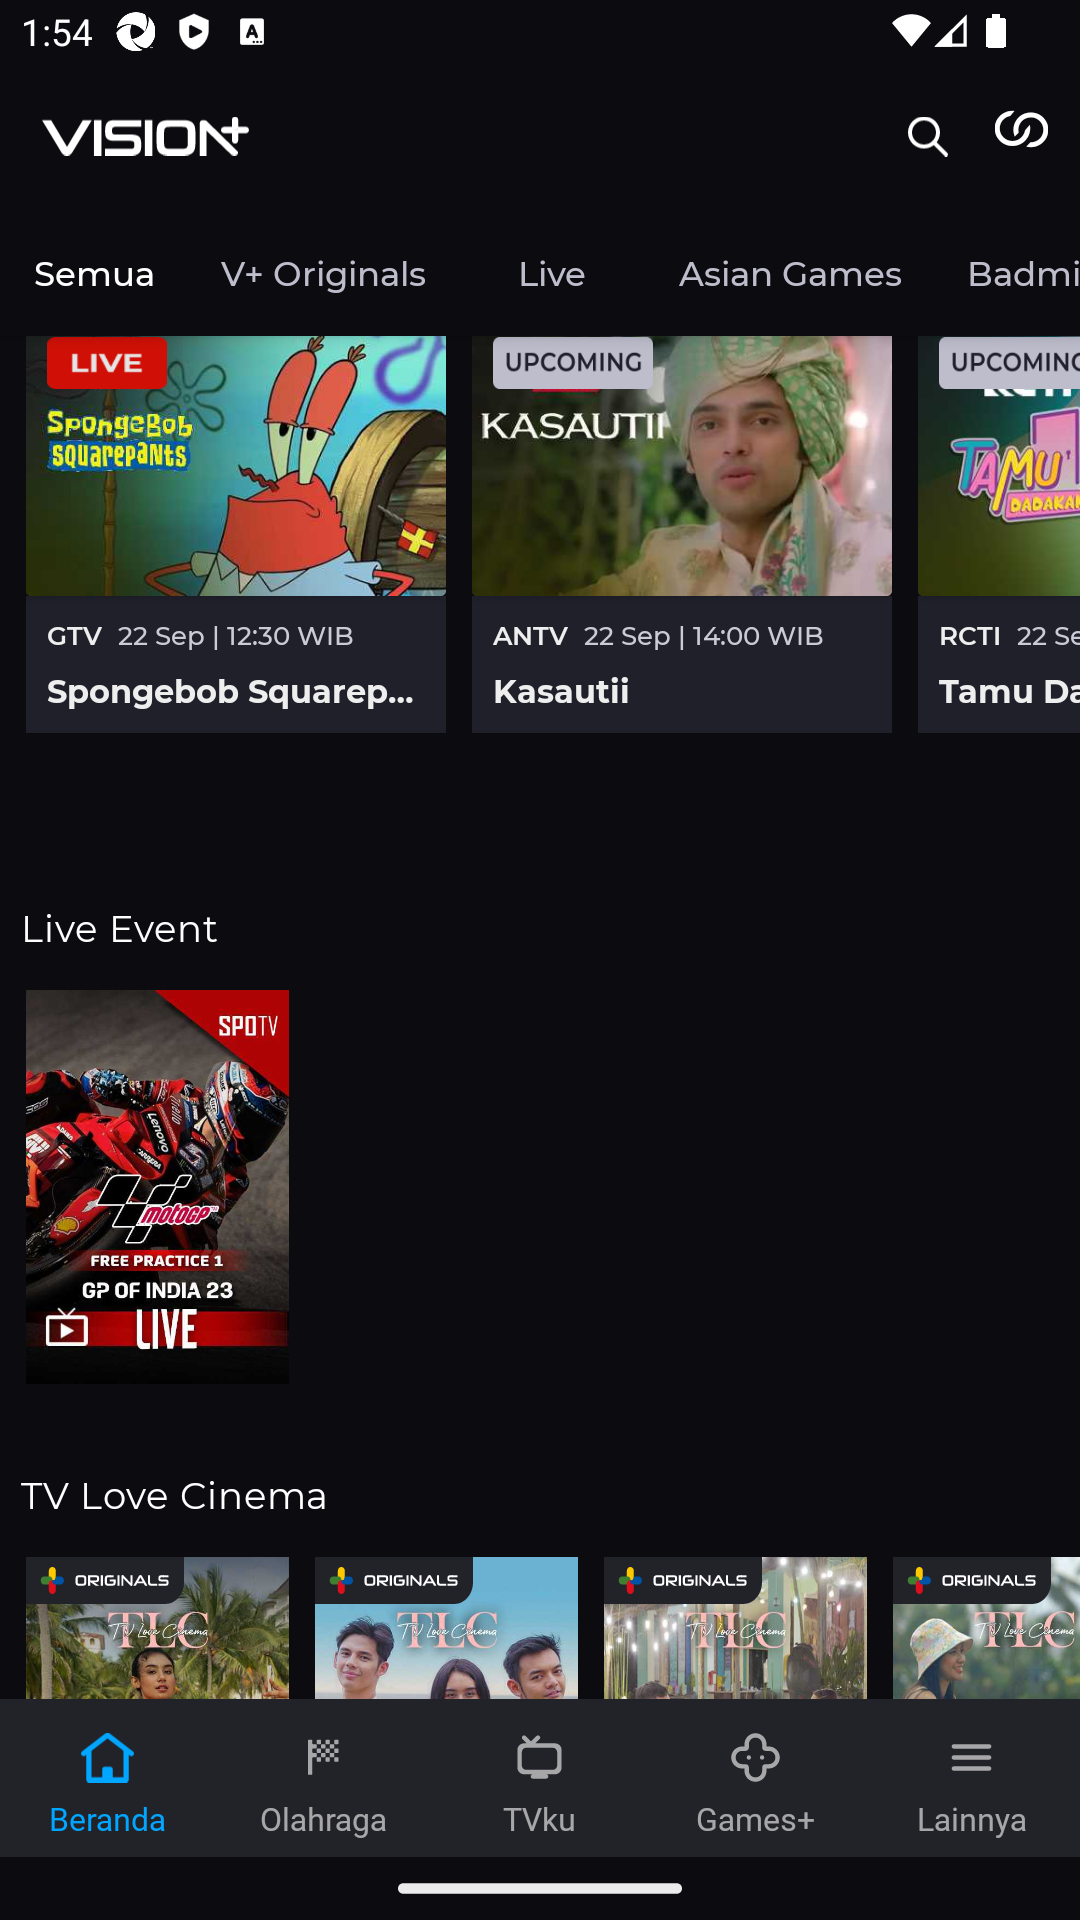 1:54
VISION+
Semua V+ Originals Live Asian Games Badmi
LIVE
SpongeBob
SQUAREPANTS
GTV 22 Sep | 12:30 WIB
Spongebob Squarep...
UPCOMING
KASAUTII
ANTV 22 Sep | 14:00 WIB
Kasautii
UPCOMING
TAMU
DADAKAN
RCTI 22 Se
Tamu Da
Live Event
SPOTV
Lenovo
MotoGP
FREE PRACTICE 1
GP OF INDIA 23
LIVE
TV Love Cinema
ORIGINALS
TLC
TV Love Cinema
ORIGINALS
TLC
TV Love Cinema
ORIGINALS
TLC
TV Love Cinema
ORIGINALS
TLC
TV Love Cinema
Beranda Olahraga TVku Games+ Lainnya